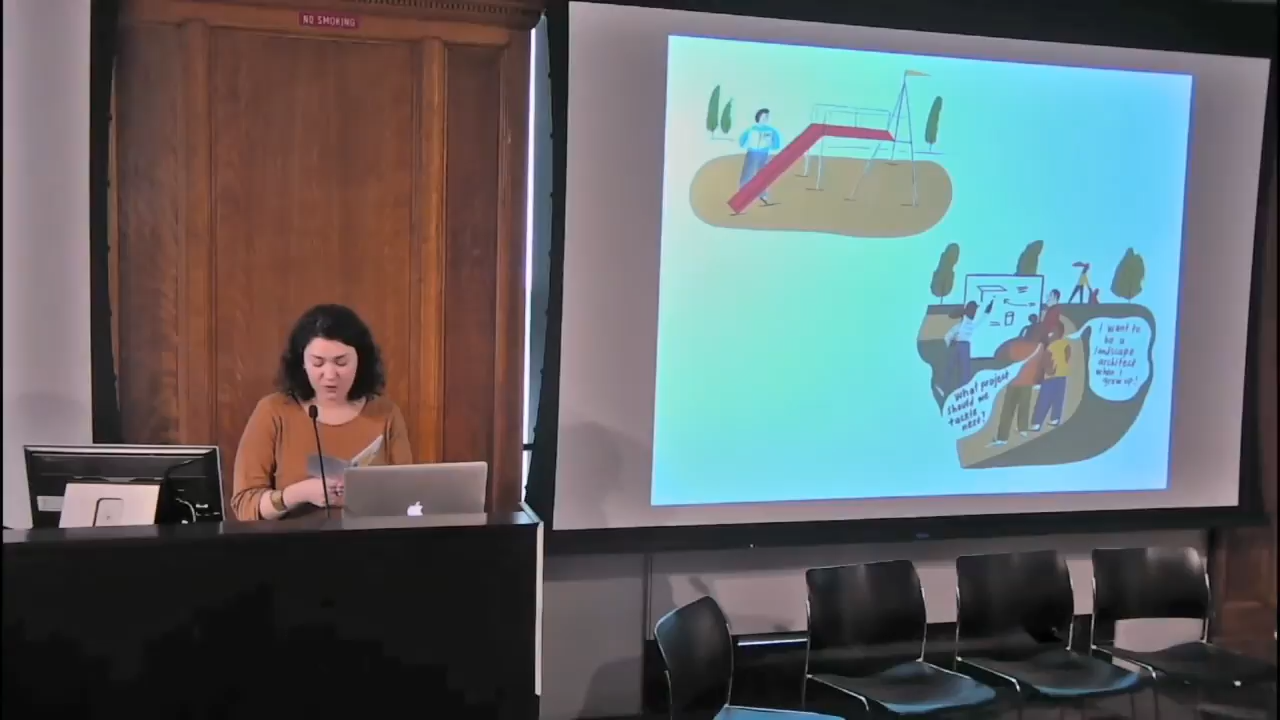 NO SMOKING
I want to
be a
landscape
architect
when I
grow up!
What project
should we
tackle
next?